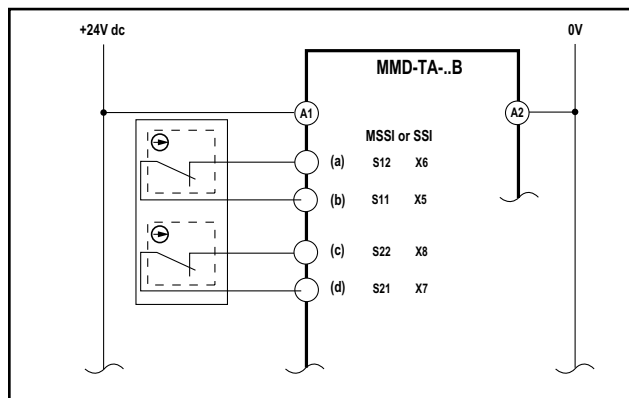 +24V dc 0V
MMD-TA-..B
A1 A2
MSSI or SSI
(a) S12 X6
(b) S11 X5
(c) S22 X8
(d) S21 X7